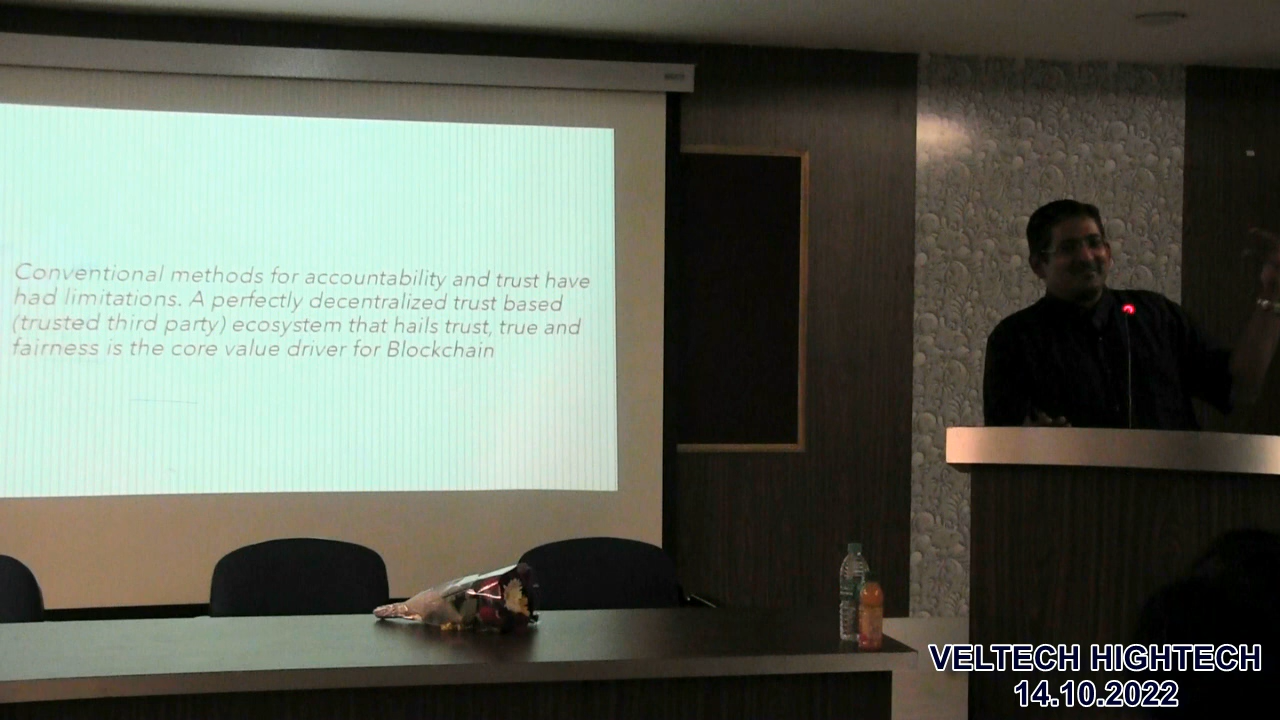 Conventional methods for accountability and trust have
had limitations. A perfectly decentralized trust based
(trusted third party) ecosystem that hails trust, true and
fairness is the core value driver for Blockchain
VELTECH HIGHTECH
14.10.2022